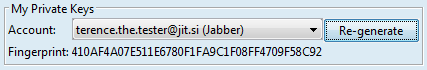 My Private Keys
Account: terence.the.tester@jit.si (Jabber) Re-generate
Fingerprint: 410AF4A07E511E6780F1FA9C1F08FF4709F58C92